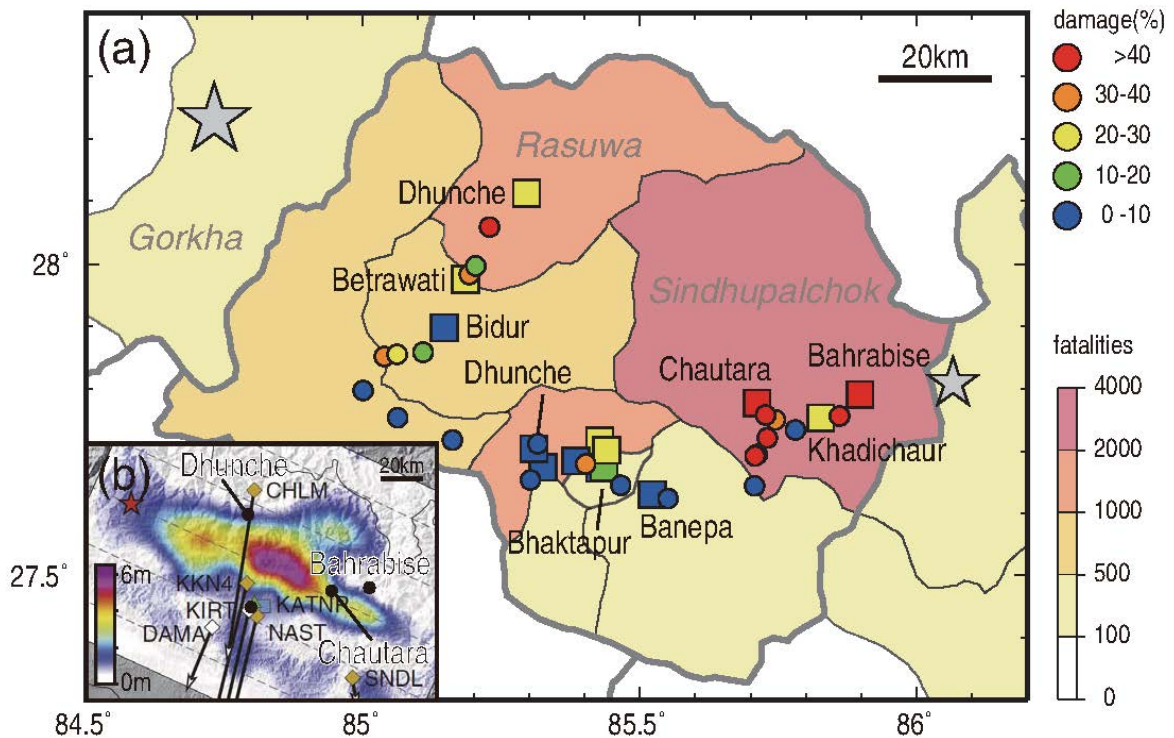 (a)
20km
damage(%)
>40
30-40
20-30
10-20
0-10
Rasuwa
Dhunche
Gorkha
28°
Betrawati
Sindhupalchok
Bidur
Dhunche
Chautara
Bahrabise
Khadichaur
fatalities
4000
2000
1000
500
100
0
Bhaktapur
Banepa
27.5°
84.5°
85°
85.5°
86°
(b)
Dhunche
20km
CHLM
6m
Bahrabise
KKN4
KIRT
KATNP
DAMA
NAST
Chautara
0m
SNDL